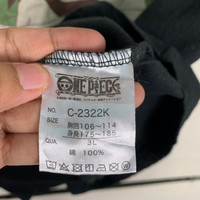 ONE PIECE
NO. C-2322K
SIZE 胸囲106-114
身長175-185
QUA. 3L
綿 100%